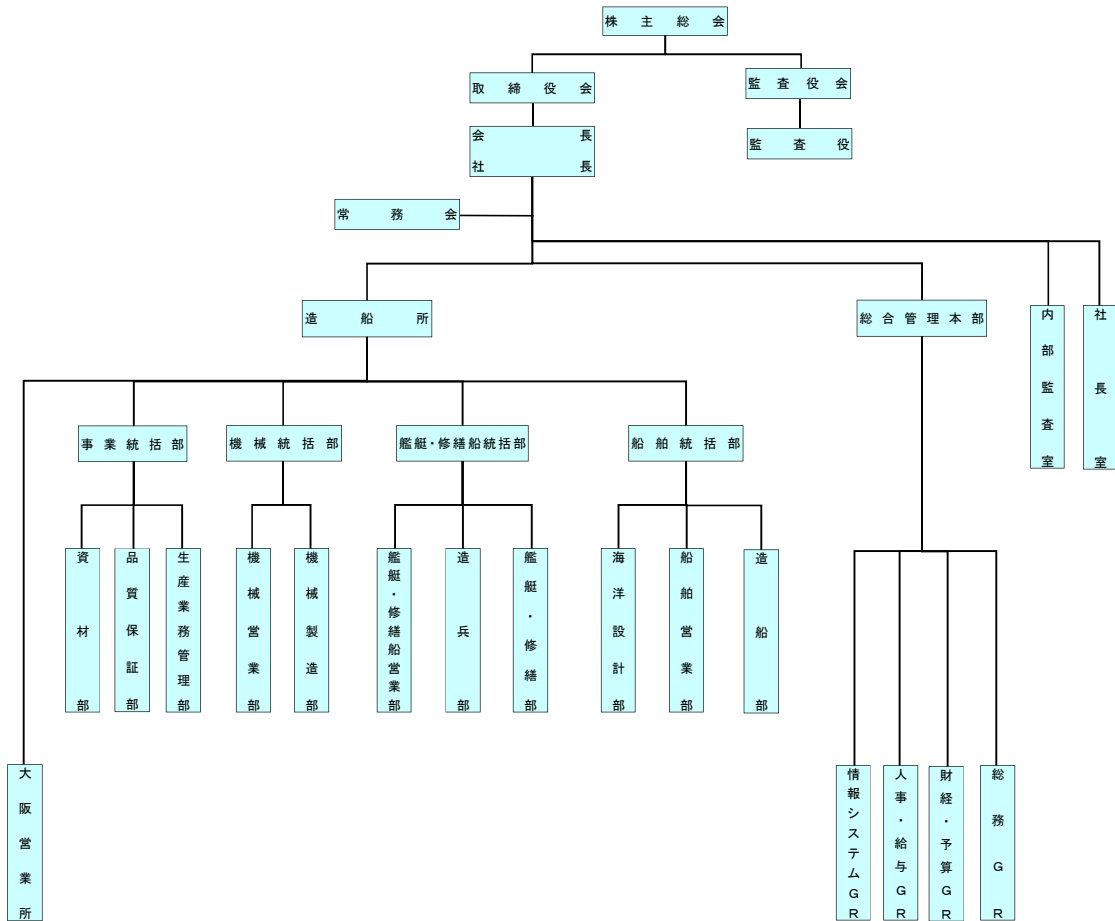 株主総会
取締役会
監査役会
会長
社長
監査役
常務会
造船所
総合管理本部
内部監査室
社長室
事業統括部
機械統括部
艦艇・修繕船統括部
船舶統括部
資材部
品質保証部
生産業務管理部
機械営業部
機械製造部
艦艇・修繕船営業部
造兵部
艦艇・修繕部
海洋設計部
船舶営業部
造船部
大阪営業所
情報システムGR
人事・給与GR
財経・予算GR
総務GR